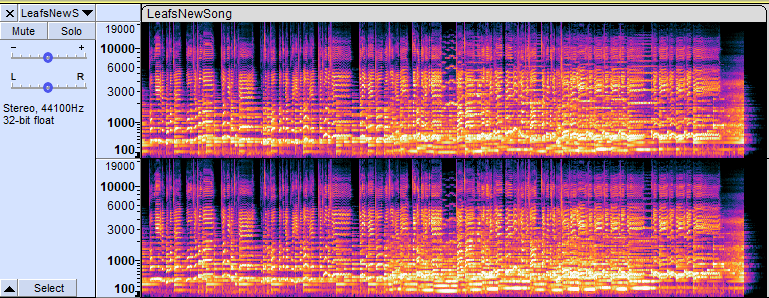 LeafsNewS
LeafsNewSong
Mute Solo
- +
L R
Stereo, 44100Hz
32-bit float
Select
19000
10000
6000
3000
1000
100
19000
10000
6000
3000
1000
100